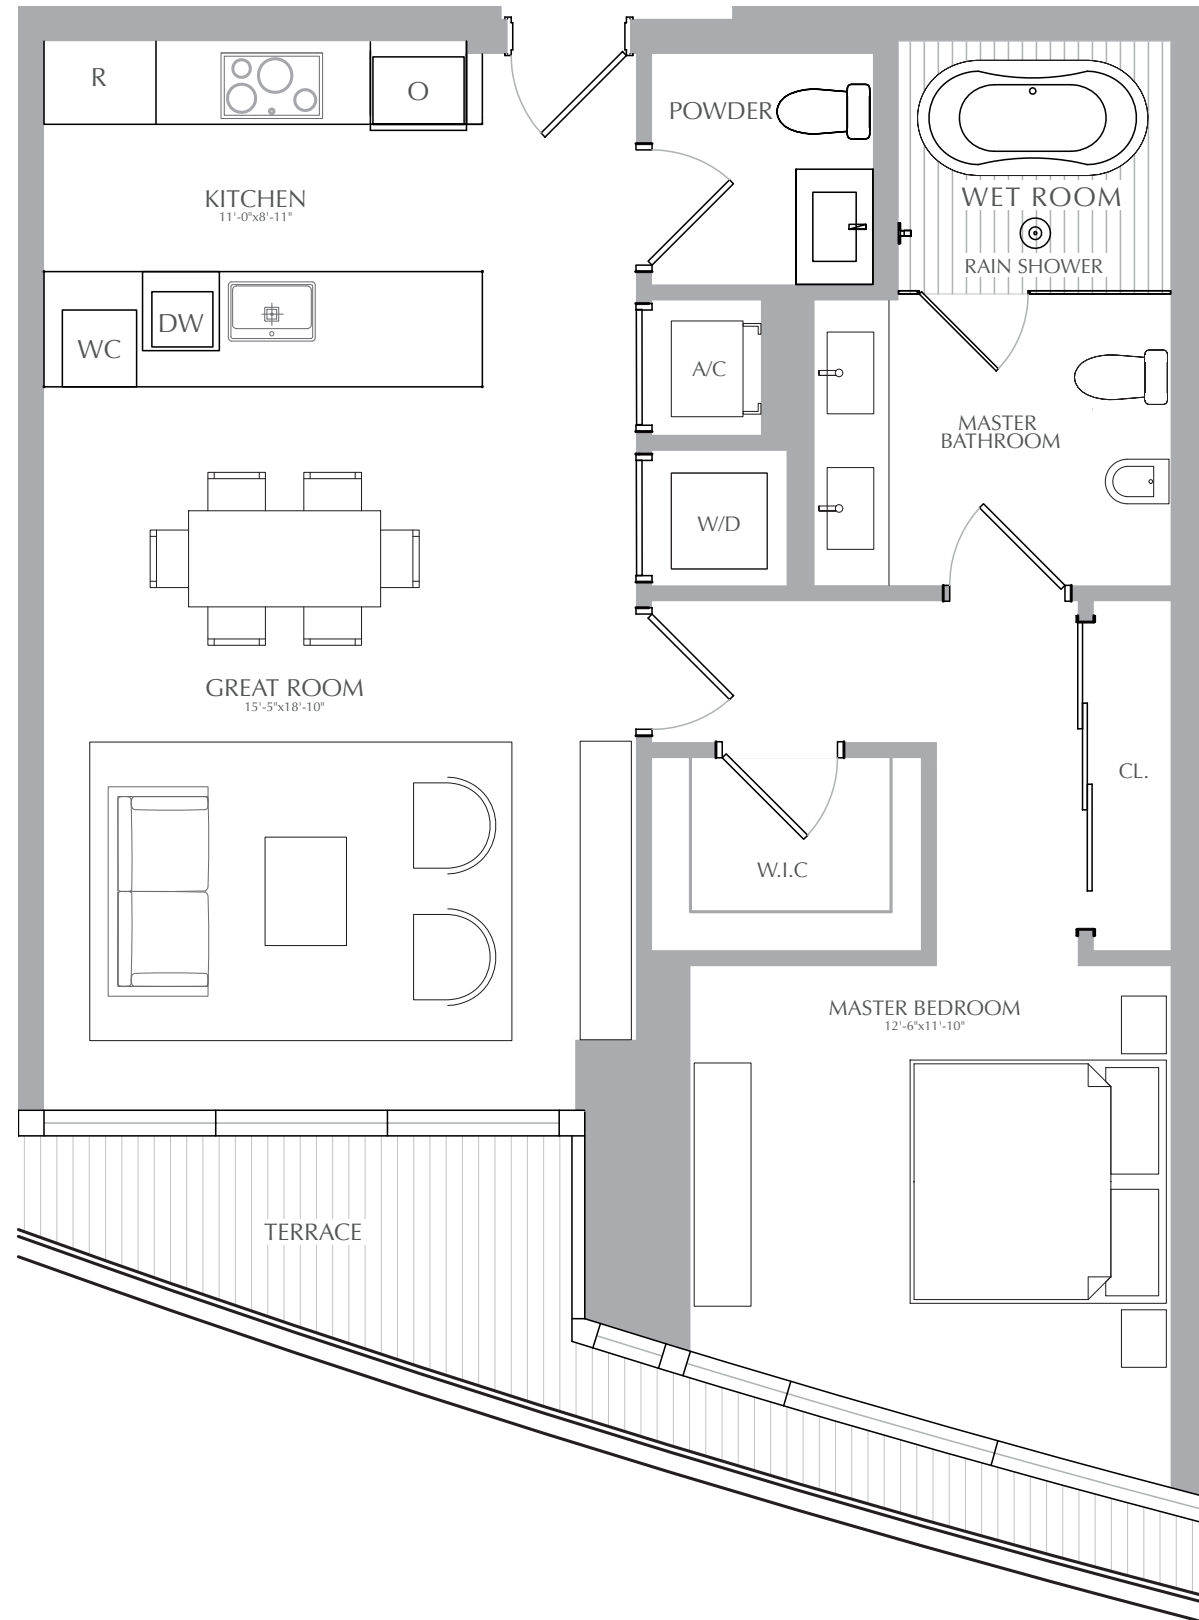 R
O
POWDER
KITCHEN
11'-0"x8'-11"
WET ROOM
RAIN SHOWER
DW
WC
A/C
MASTER
BATHROOM
W/D
GREAT ROOM
15'-5"x18'-10"
CL.
W.I.C
MASTER BEDROOM
12'-6"x11'-10"
TERRACE